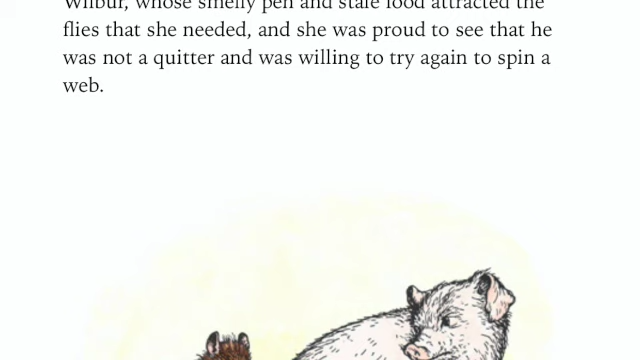 Wilbur, whose smelly pen and stale food attracted the
flies that she needed, and she was proud to see that he
was not a quitter and was willing to try again to spin a
web.